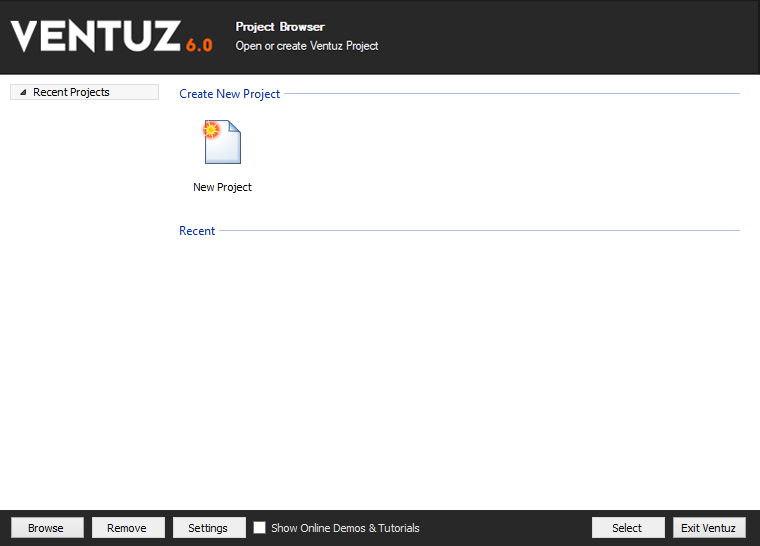 VENTUZ 6.0
Project Browser
Open or create Ventuz Project
Recent Projects
Create New Project
New Project
Recent
Browse Remove Settings Show Online Demos & Tutorials Select Exit Ventuz